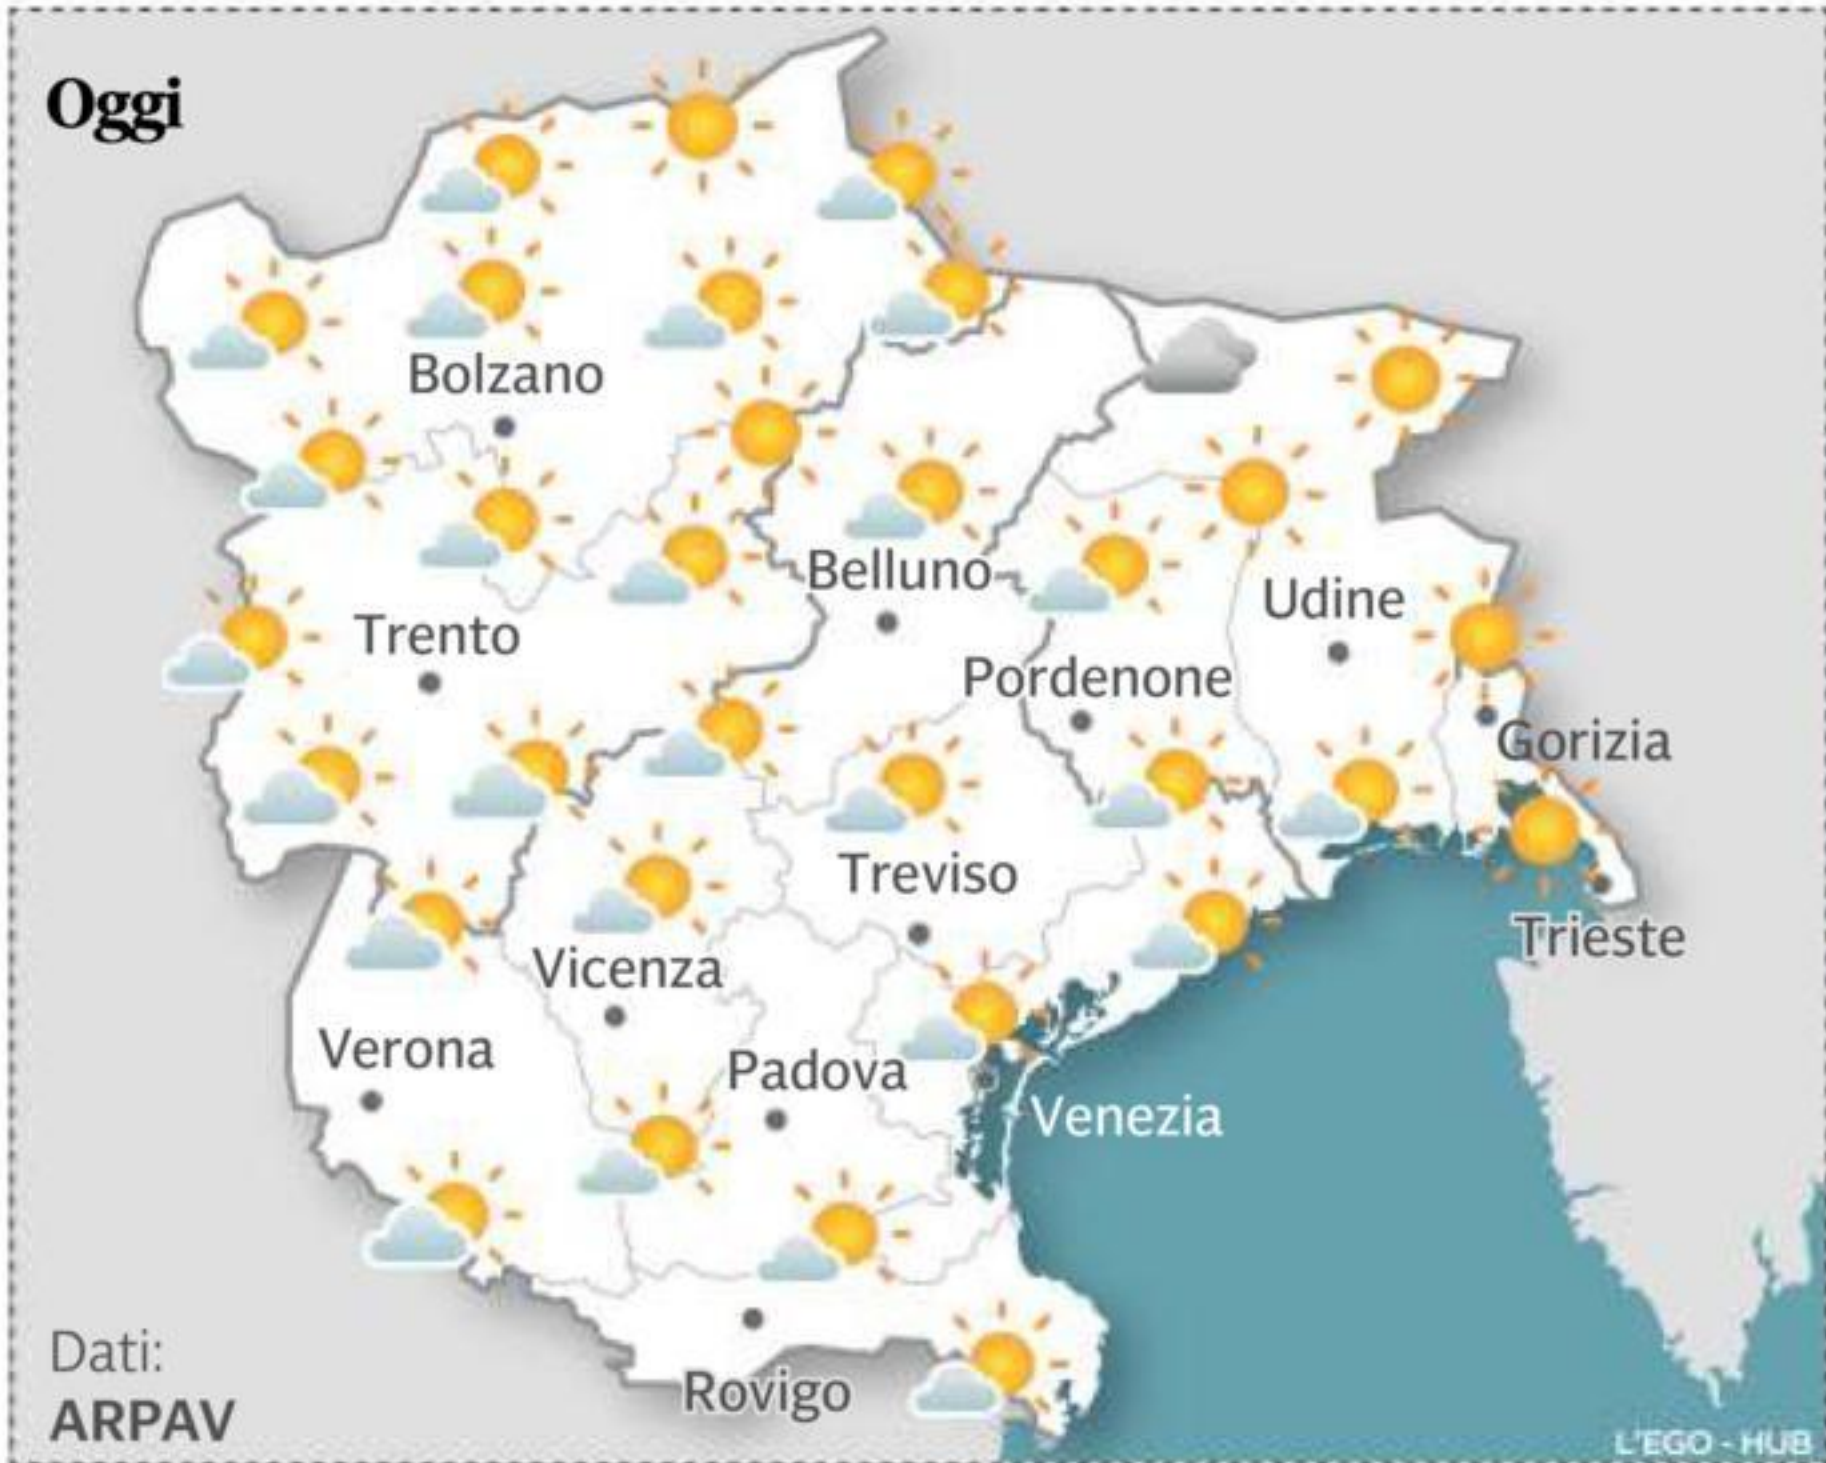 Oggi
Bolzano
Belluno
Udine
Trento
Pordenone
Gorizia
Treviso
Trieste
Vicenza
Verona
Padova
Venezia
Dati:
ARPAV
Rovigo
L'EGO - HUB